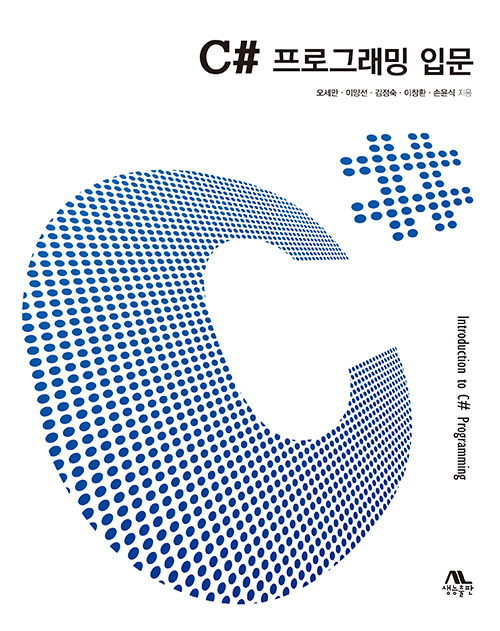 C# 프로그래밍 입문
오세만 · 이양선 · 김정숙 · 이창환 · 손윤식 지음
Introduction to C# Programming
생능출판